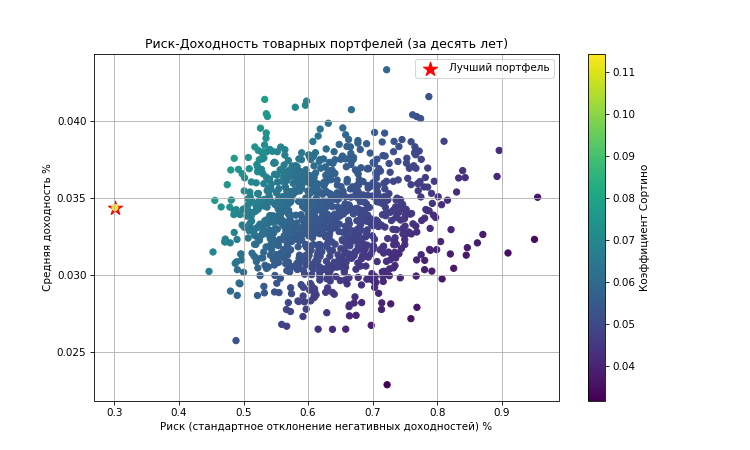 Риск-Доходность товарных портфелей (за десять лет)
Лучший портфель
Средняя доходность %
0.040
0.035
0.030
0.025
0.3 0.4 0.5 0.6 0.7 0.8 0.9
Риск (стандартное отклонение негативных доходностей) %
0.11
0.10
0.09
0.08
0.07
0.06
0.05
0.04
Коэффициент Сортино